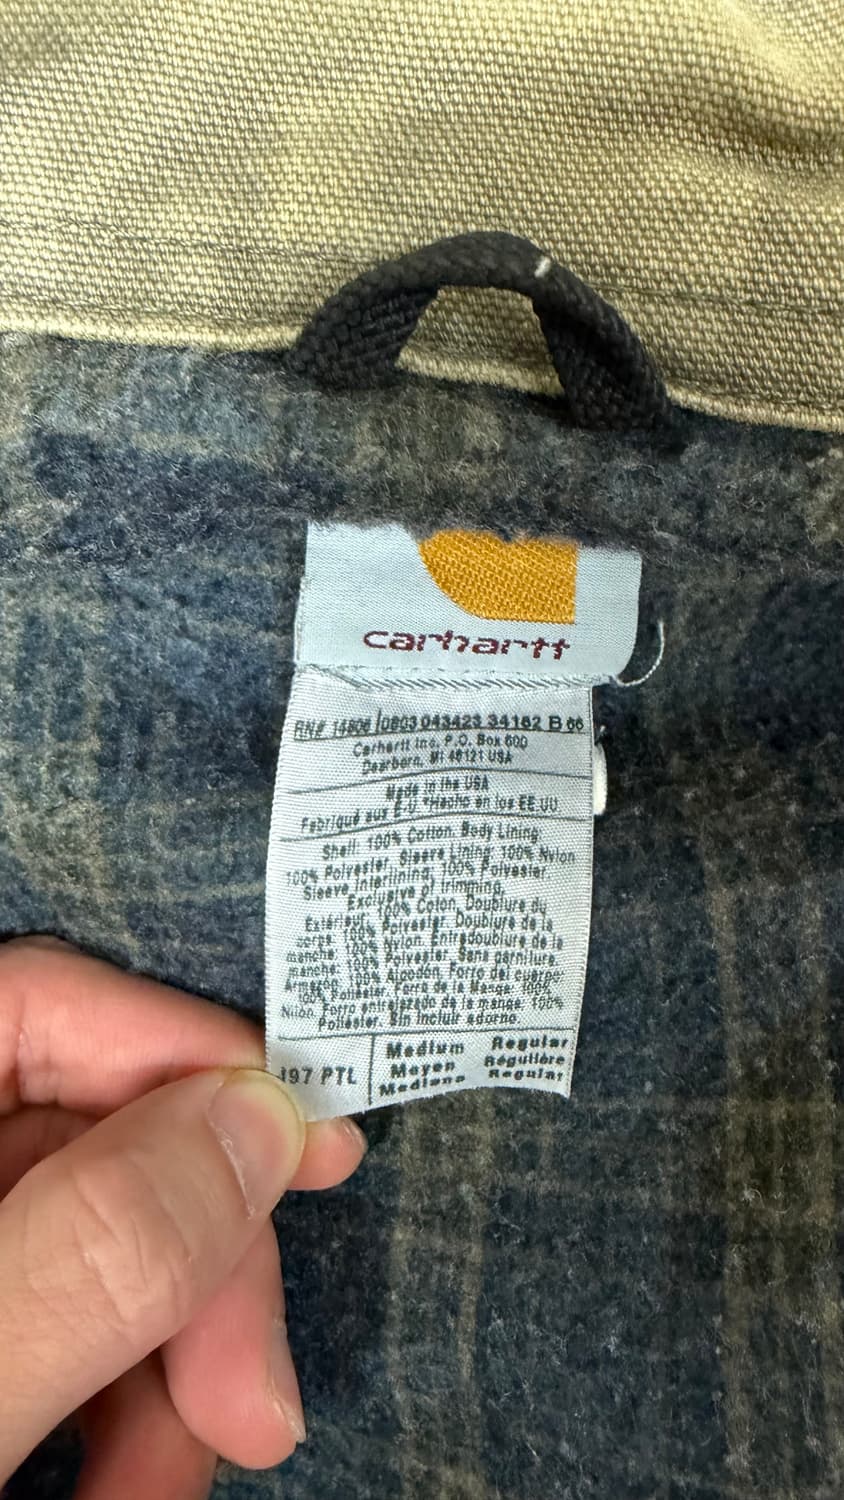 carhartt
RN# 14806 0803 043423 34182 B 66
Carhartt Inc. P.O. Box 600
Dearborn, MI 48121 USA
Made in the USA
Fabriqué aux E.U. *Hecho en los EE.UU.
Shell: 100% Cotton. Body Lining:
100% Polyester. Sleeve Lining: 100% Nylon
Sleeve Interlining: 100% Polyester.
Exclusive of trimming.
Extérieur: 100% Coton. Doublure du
corps: 100% Polyester. Doublure de la
manche: 100% Nylon. Entredoublure de la
manche: 100% Polyester. Sans garniture.
Armazón: 100% Algodón. Forro del cuerpo:
100% Poliéster. Forro de la Manga: 100%
Nilón. Forro entrelazado de la manga: 100%
Poliéster. Sin incluir adorno.
J97 PTL
Medium Regular
Moyen Régulière
Mediano Regular